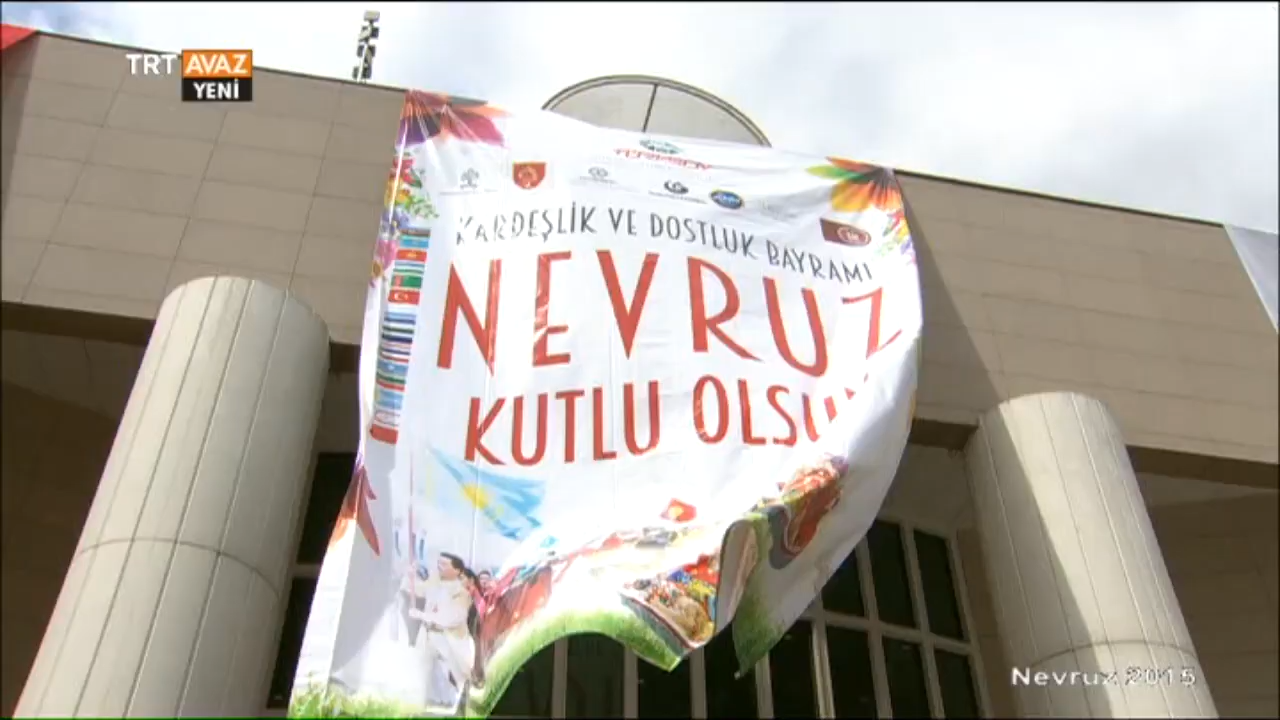 TRT AVAZ
YENİ
KARDEŞLİK VE DOSTLUK BAYRAMI
NEVRUZ
KUTLU OLSUN
Nevruz 2015